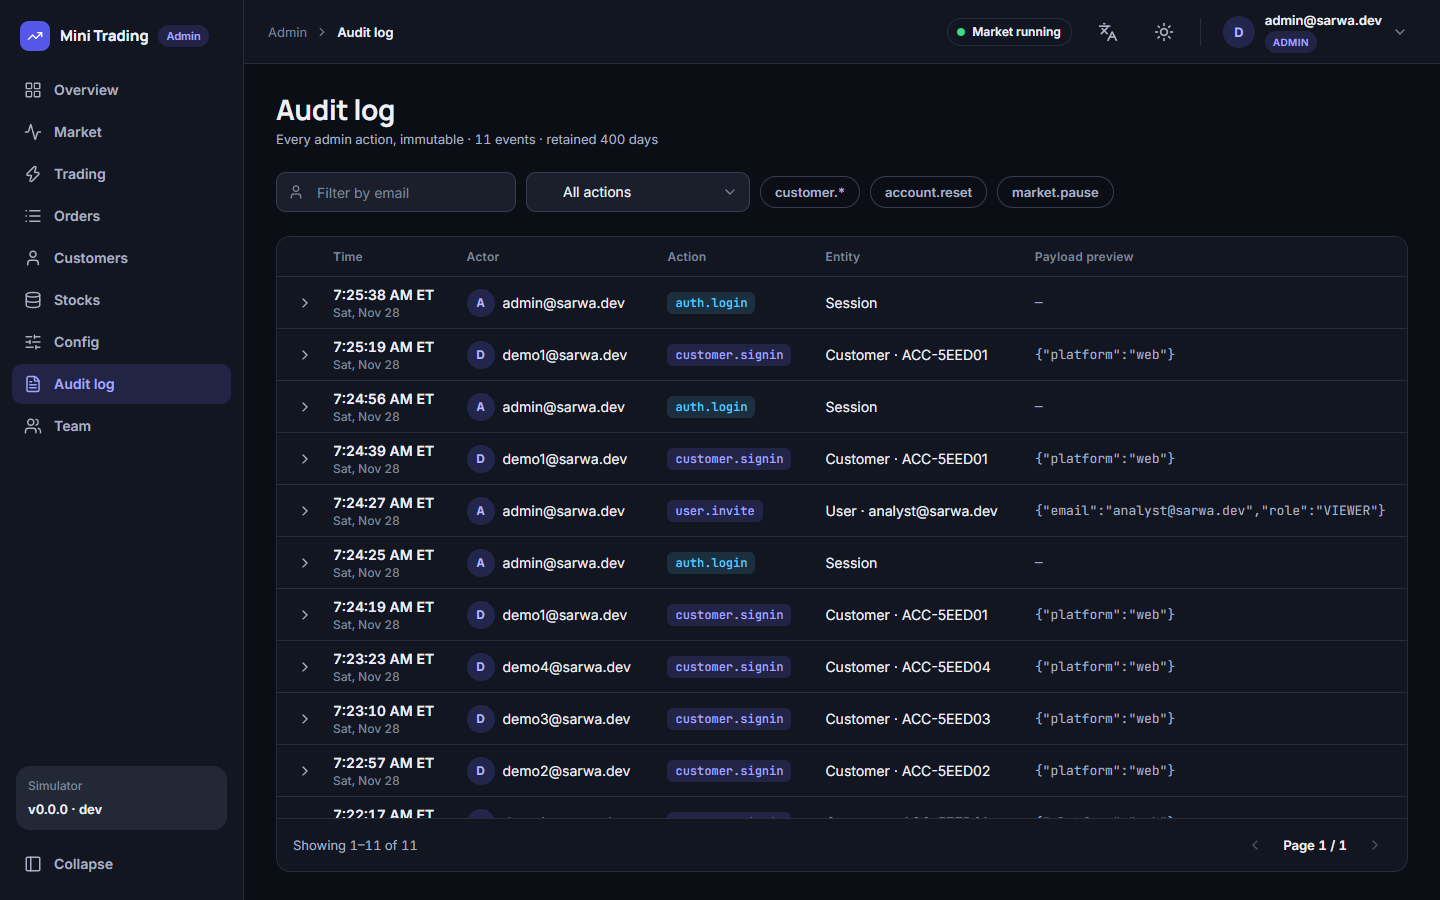 Mini Trading Admin
Overview
Market
Trading
Orders
Customers
Stocks
Config
Audit log
Team
Simulator
v0.0.0 · dev
Collapse
Admin > Audit log
Market running
D
admin@sarwa.dev
ADMIN
Audit log
Every admin action, immutable · 11 events · retained 400 days
Filter by email
All actions
customer.*
account.reset
market.pause
Time Actor Action Entity Payload preview
7:25:38 AM ET
Sat, Nov 28
A admin@sarwa.dev auth.login Session —
7:25:19 AM ET
Sat, Nov 28
D demo1@sarwa.dev customer.signin Customer · ACC-5EED01 {"platform":"web"}
7:24:56 AM ET
Sat, Nov 28
A admin@sarwa.dev auth.login Session —
7:24:39 AM ET
Sat, Nov 28
D demo1@sarwa.dev customer.signin Customer · ACC-5EED01 {"platform":"web"}
7:24:27 AM ET
Sat, Nov 28
A admin@sarwa.dev user.invite User · analyst@sarwa.dev {"email":"analyst@sarwa.dev","role":"VIEWER"}
7:24:25 AM ET
Sat, Nov 28
A admin@sarwa.dev auth.login Session —
7:24:19 AM ET
Sat, Nov 28
D demo1@sarwa.dev customer.signin Customer · ACC-5EED01 {"platform":"web"}
7:23:23 AM ET
Sat, Nov 28
D demo4@sarwa.dev customer.signin Customer · ACC-5EED04 {"platform":"web"}
7:23:10 AM ET
Sat, Nov 28
D demo3@sarwa.dev customer.signin Customer · ACC-5EED03 {"platform":"web"}
7:22:57 AM ET
Sat, Nov 28
D demo2@sarwa.dev customer.signin Customer · ACC-5EED02 {"platform":"web"}
7:22:17 AM ET
Showing 1–11 of 11
Page 1 / 1